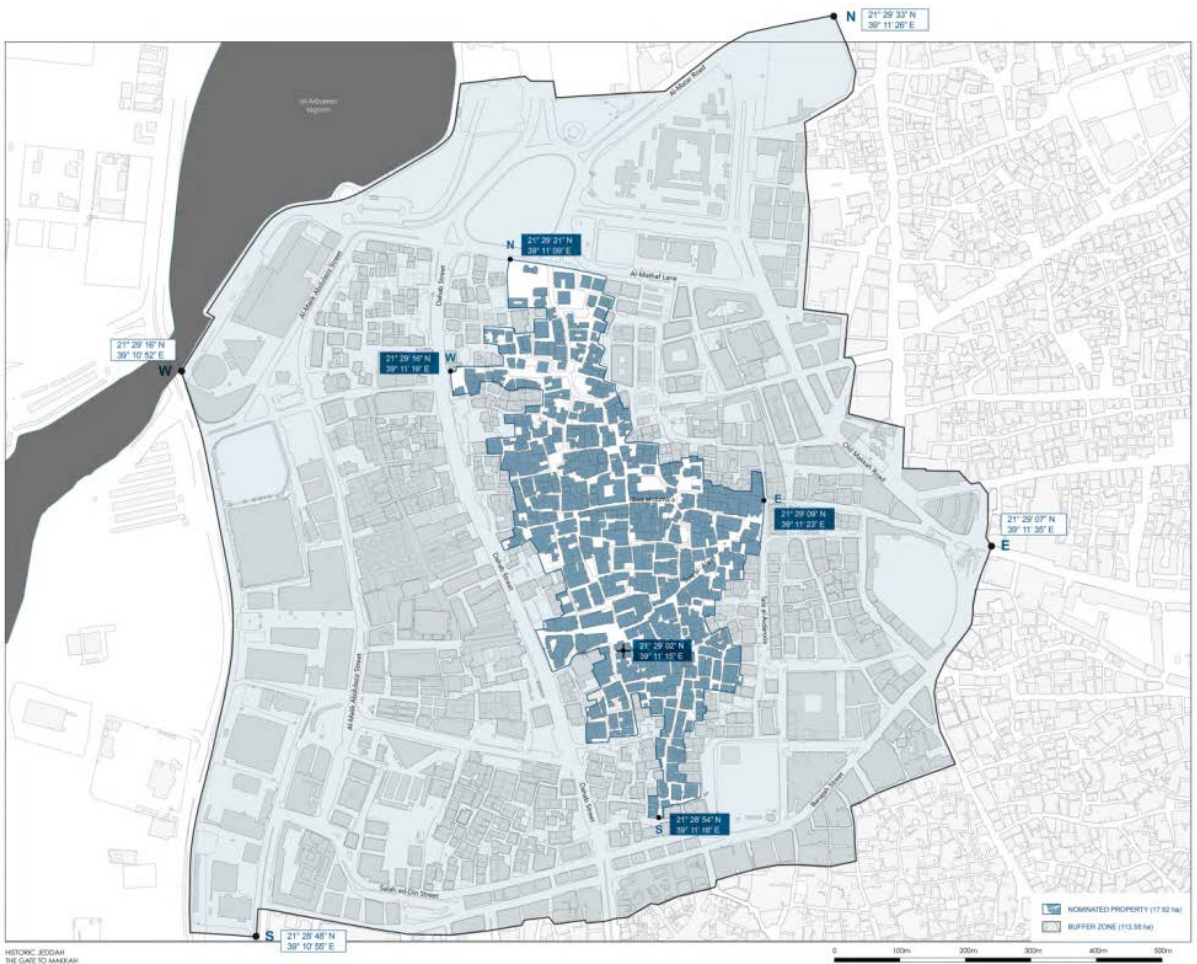 N
21° 29' 33" N
39° 11' 26" E
al-Arbaeen
lagoon
Al-Matar Road
N
21° 29' 21" N
39° 11' 09" E
Al-Mathaf Lane
Al-Malik Abdulaziz Street
Dahab Street
21° 29' 16" N
39° 10' 52" E
W
21° 29' 16" N
39° 11' 19" E
W
Old Makkah Road
E
21° 29' 09" N
39° 11' 23" E
21° 29' 07" N
39° 11' 35" E
E
Dahab Street
21° 29' 02" N
39° 11' 15" E
Al-Malik Abdulaziz Street
Dahab Street
S
21° 28' 54" N
39° 11' 16" E
Salah ad-Din Street
S
21° 28' 48" N
39° 10' 55" E
NOMINATED PROPERTY (17.92 ha)
BUFFER ZONE (113.58 ha)
HISTORIC JEDDAH
THE GATE TO MAKKAH
0 100m 200m 300m 400m 500m